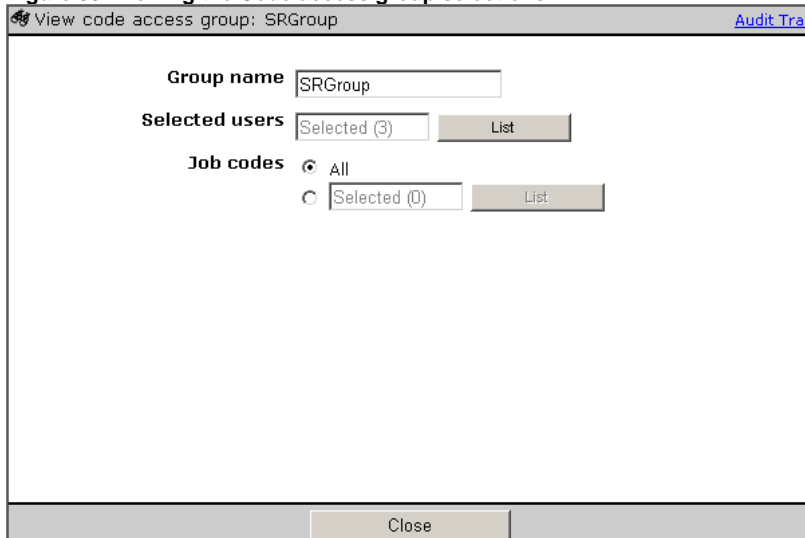 View code access group: SRGroup Audit Tra
Group name SRGroup
Selected users Selected (3) List
Job codes All
Selected (0) List
Close